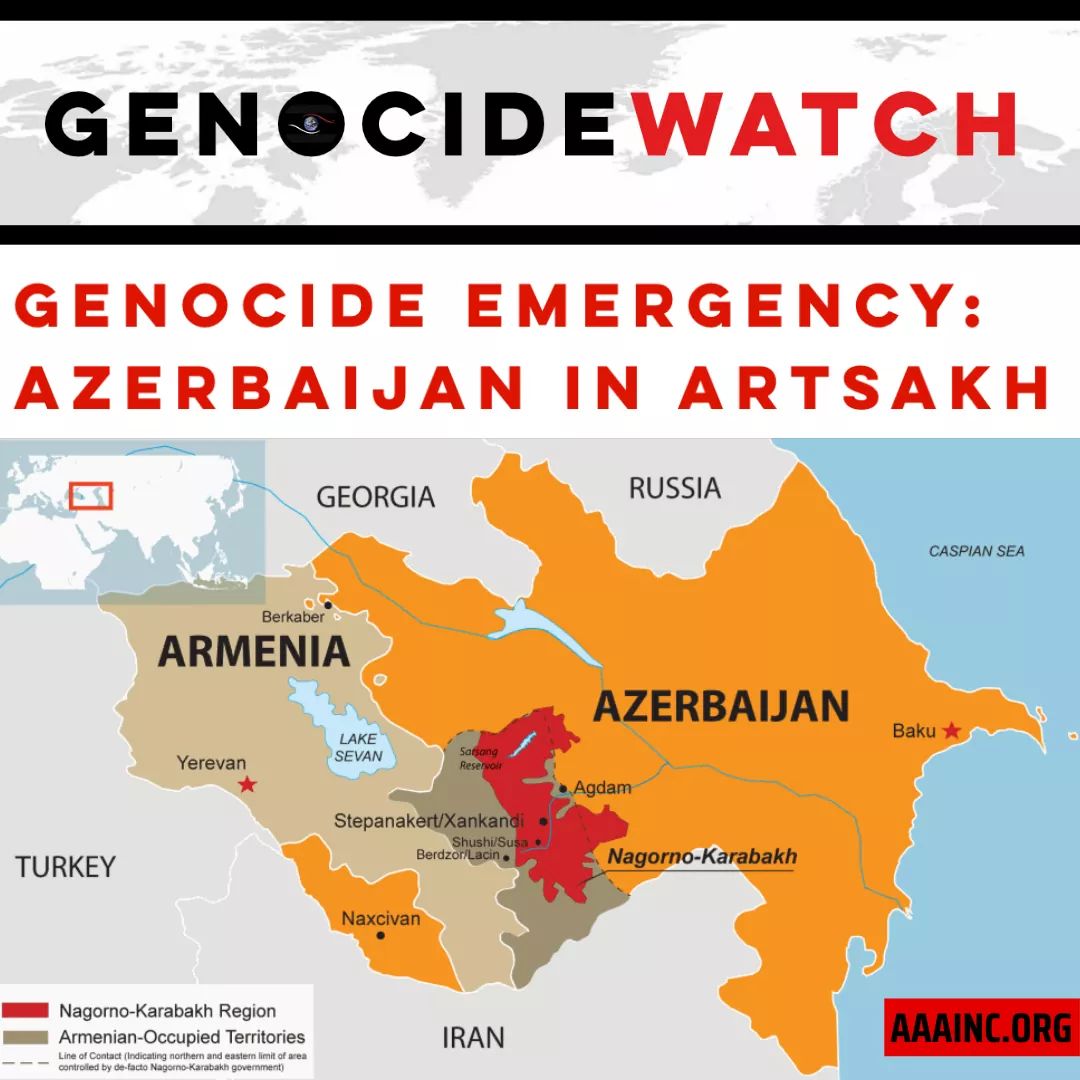 GENOCIDEWATCH
GENOCIDE EMERGENCY:
AZERBAIJAN IN ARTSAKH
GEORGIA
RUSSIA
CASPIAN SEA
Berkaber
ARMENIA
AZERBAIJAN
LAKE
SEVAN
Sarsang
Reservoir
Baku
Yerevan
Agdam
Stepanakert/Xankandi
Shushi/Susa
Berdzor/Lacin
Nagorno-Karabakh
TURKEY
Naxcivan
IRAN
Nagorno-Karabakh Region
Armenian-Occupied Territories
Line of Contact (Indicating northern and eastern limit of area
controlled by de-facto Nagorno-Karabakh government)
AAAINC.ORG